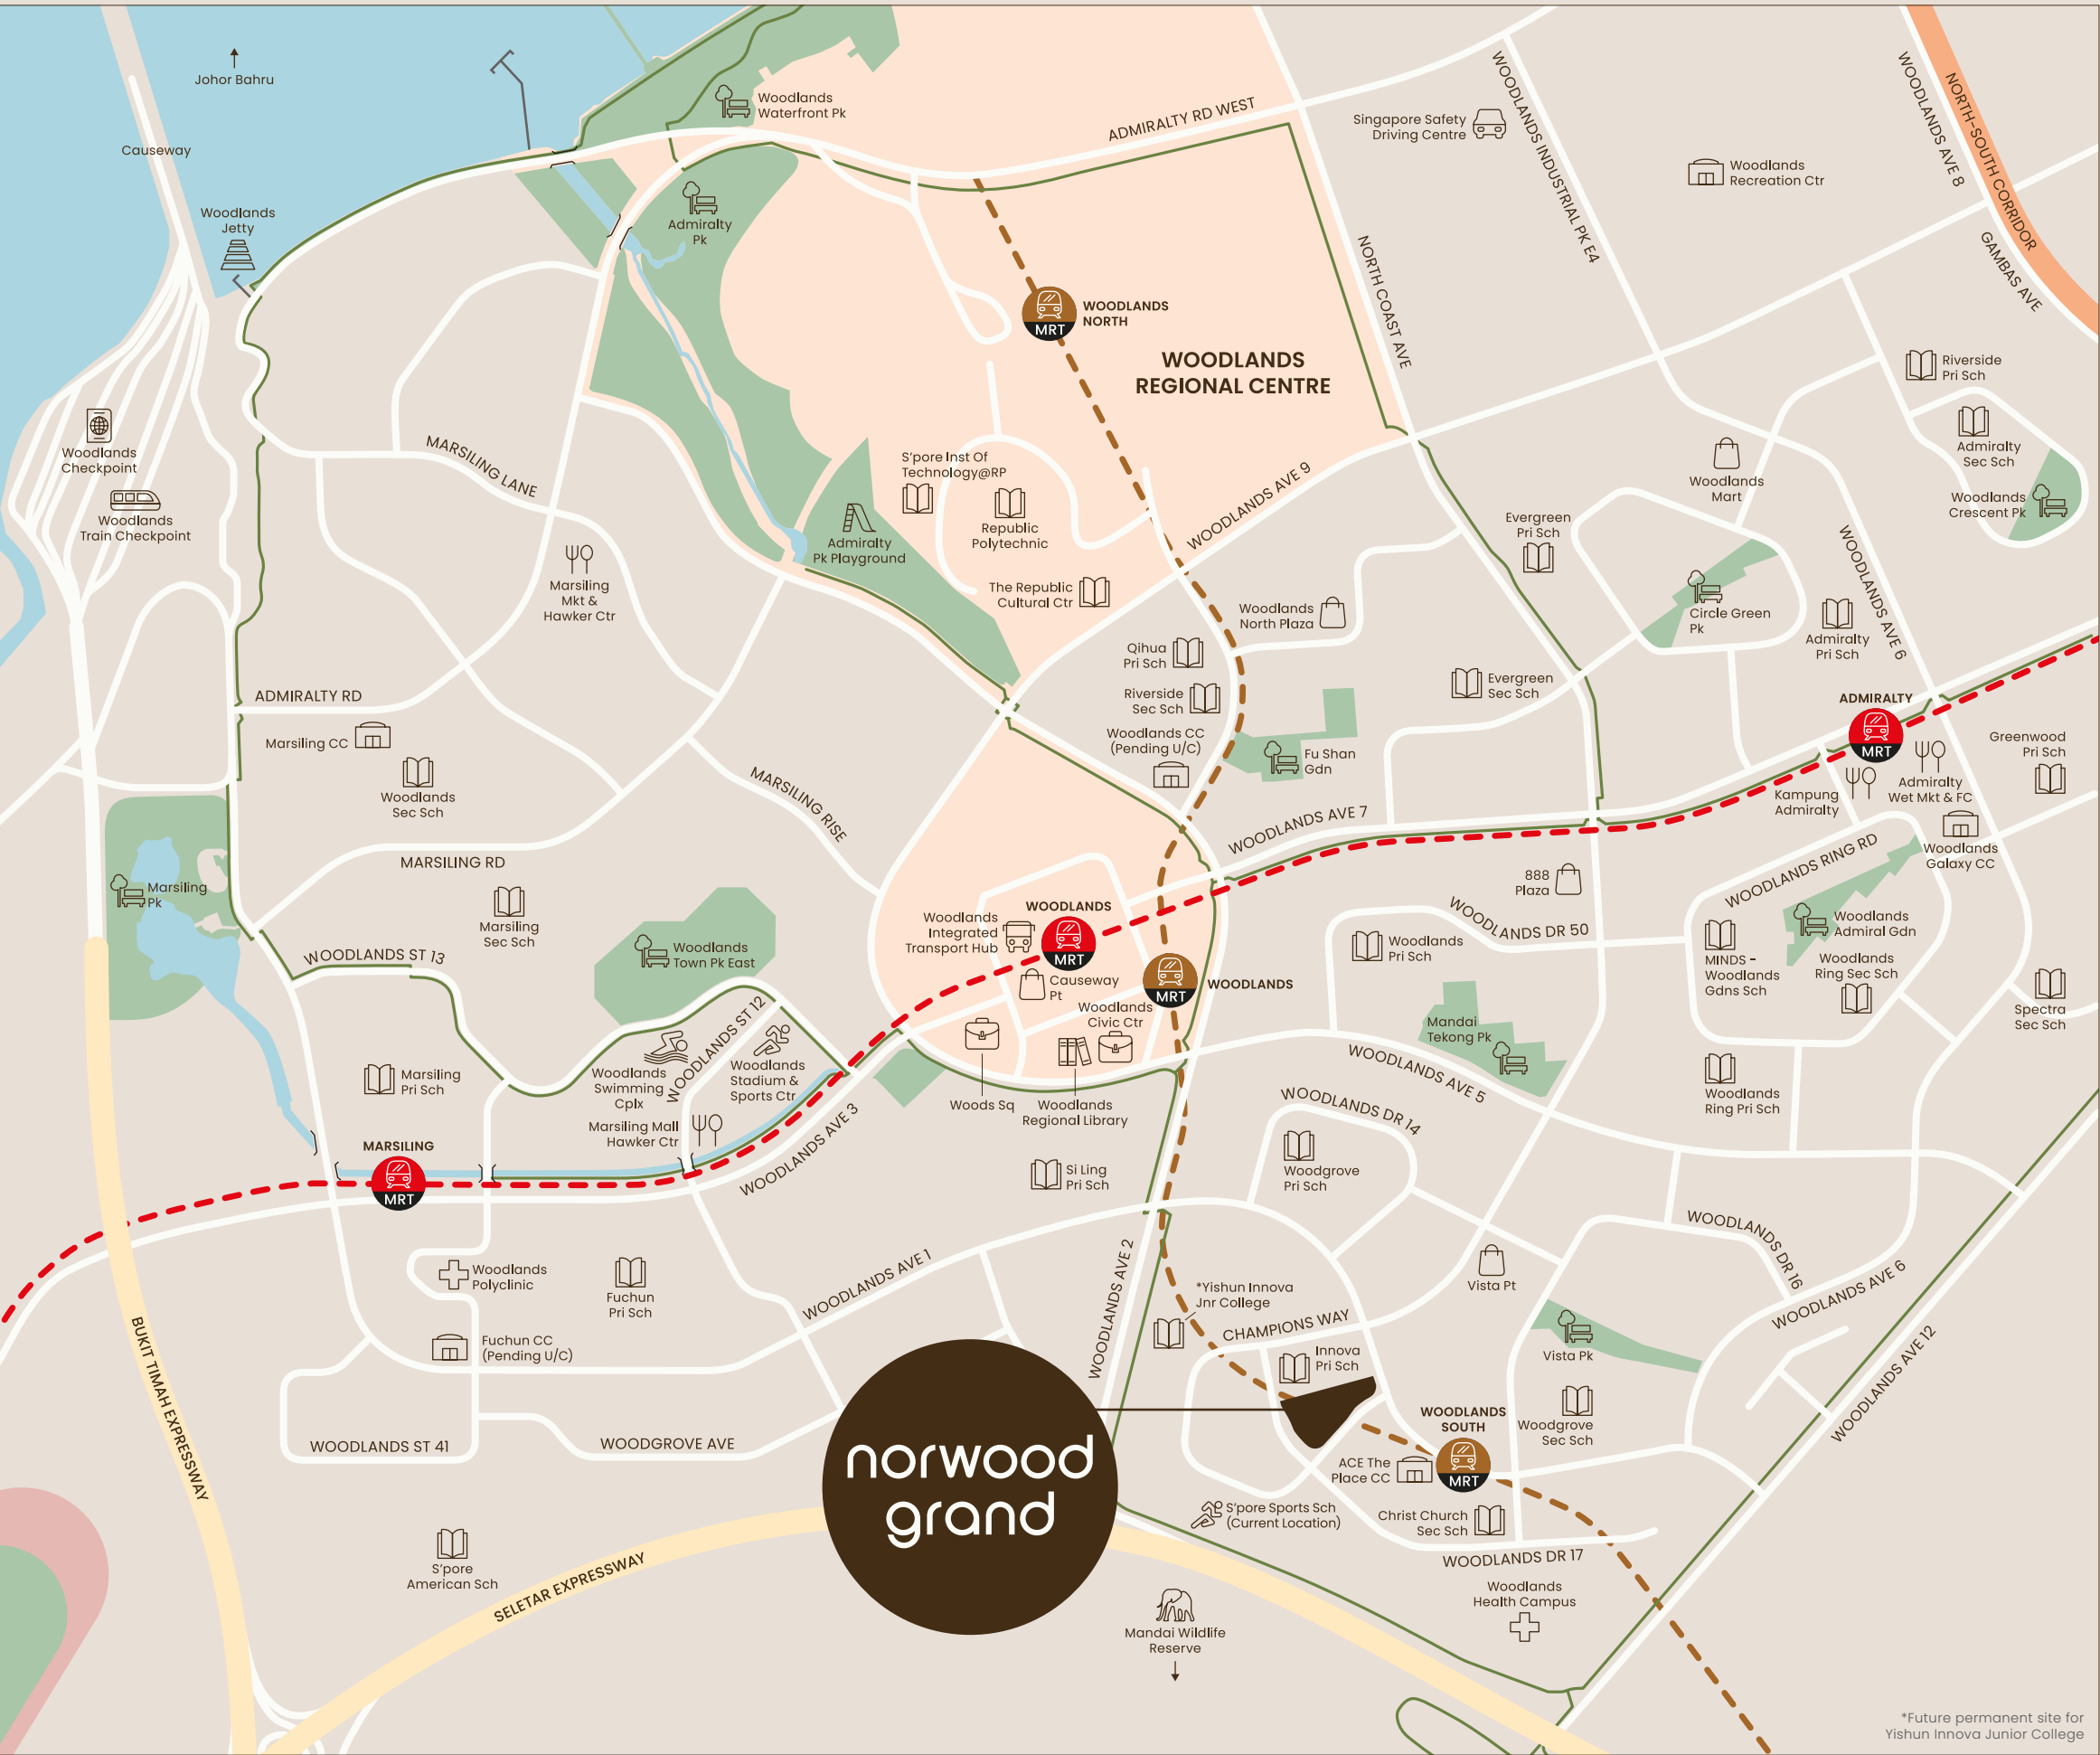 Johor Bahru
Causeway
Woodlands
Jetty
Woodlands
Waterfront Pk
ADMIRALTY RD WEST
Singapore Safety
Driving Centre
WOODLANDS INDUSTRIAL PK E4
Woodlands
Recreation Ctr
WOODLANDS AVE 8
NORTH-SOUTH CORRIDOR
GAMBAS AVE
Admiralty
Pk
MRT
WOODLANDS
NORTH
WOODLANDS
REGIONAL CENTRE
NORTH COAST AVE
Riverside
Pri Sch
Admiralty
Sec Sch
Woodlands
Crescent Pk
Woodlands
Mart
Woodlands
Checkpoint
Woodlands
Train Checkpoint
MARSILING LANE
Marsiling
Mkt &
Hawker Ctr
S'pore Inst Of
Technology@RP
Republic
Polytechnic
Admiralty
Pk Playground
The Republic
Cultural Ctr
WOODLANDS AVE 9
Evergreen
Pri Sch
Circle Green
Pk
Admiralty
Pri Sch
WOODLANDS AVE 6
Woodlands
North Plaza
Qihua
Pri Sch
Riverside
Sec Sch
Woodlands CC
(Pending U/C)
Fu Shan
Gdn
Evergreen
Sec Sch
ADMIRALTY
MRT
Greenwood
Pri Sch
Kampung
Admiralty
Admiralty
Wet Mkt & FC
Woodlands
Galaxy CC
ADMIRALTY RD
Marsiling CC
Woodlands
Sec Sch
MARSILING RISE
MARSILING RD
Marsiling
Pk
Marsiling
Sec Sch
WOODLANDS AVE 7
888
Plaza
WOODLANDS RING RD
WOODLANDS DR 50
Woodlands
Pri Sch
MINDS -
Woodlands
Gdns Sch
Woodlands
Admiral Gdn
Woodlands
Ring Sec Sch
Spectra
Sec Sch
WOODLANDS
MRT
Woodlands
Integrated
Transport Hub
Causeway
Pt
MRT
WOODLANDS
Woodlands
Civic Ctr
Woods Sq
Woodlands
Regional Library
WOODLANDS ST 13
Woodlands
Town Pk East
WOODLANDS ST 12
Woodlands
Swimming
Cplx
Woodlands
Stadium &
Sports Ctr
Marsiling Mall
Hawker Ctr
Marsiling
Pri Sch
MARSILING
MRT
WOODLANDS AVE 3
Mandai
Tekong Pk
WOODLANDS AVE 5
Woodlands
Ring Pri Sch
WOODLANDS DR 14
Woodgrove
Pri Sch
Si Ling
Pri Sch
Woodlands
Polyclinic
Fuchun
Pri Sch
Fuchun CC
(Pending U/C)
WOODLANDS AVE 1
WOODLANDS AVE 2
*Yishun Innova
Jnr College
CHAMPIONS WAY
Innova
Pri Sch
Vista Pt
Vista Pk
WOODLANDS DR 16
WOODLANDS AVE 6
WOODLANDS AVE 12
BUKIT TIMAH EXPRESSWAY
WOODLANDS ST 41
WOODGROVE AVE
norwood
grand
WOODLANDS
SOUTH
MRT
Woodgrove
Sec Sch
ACE The
Place CC
S'pore Sports Sch
(Current Location)
Christ Church
Sec Sch
WOODLANDS DR 17
Woodlands
Health Campus
S'pore
American Sch
SELETAR EXPRESSWAY
Mandai Wildlife
Reserve
*Future permanent site for
Yishun Innova Junior College